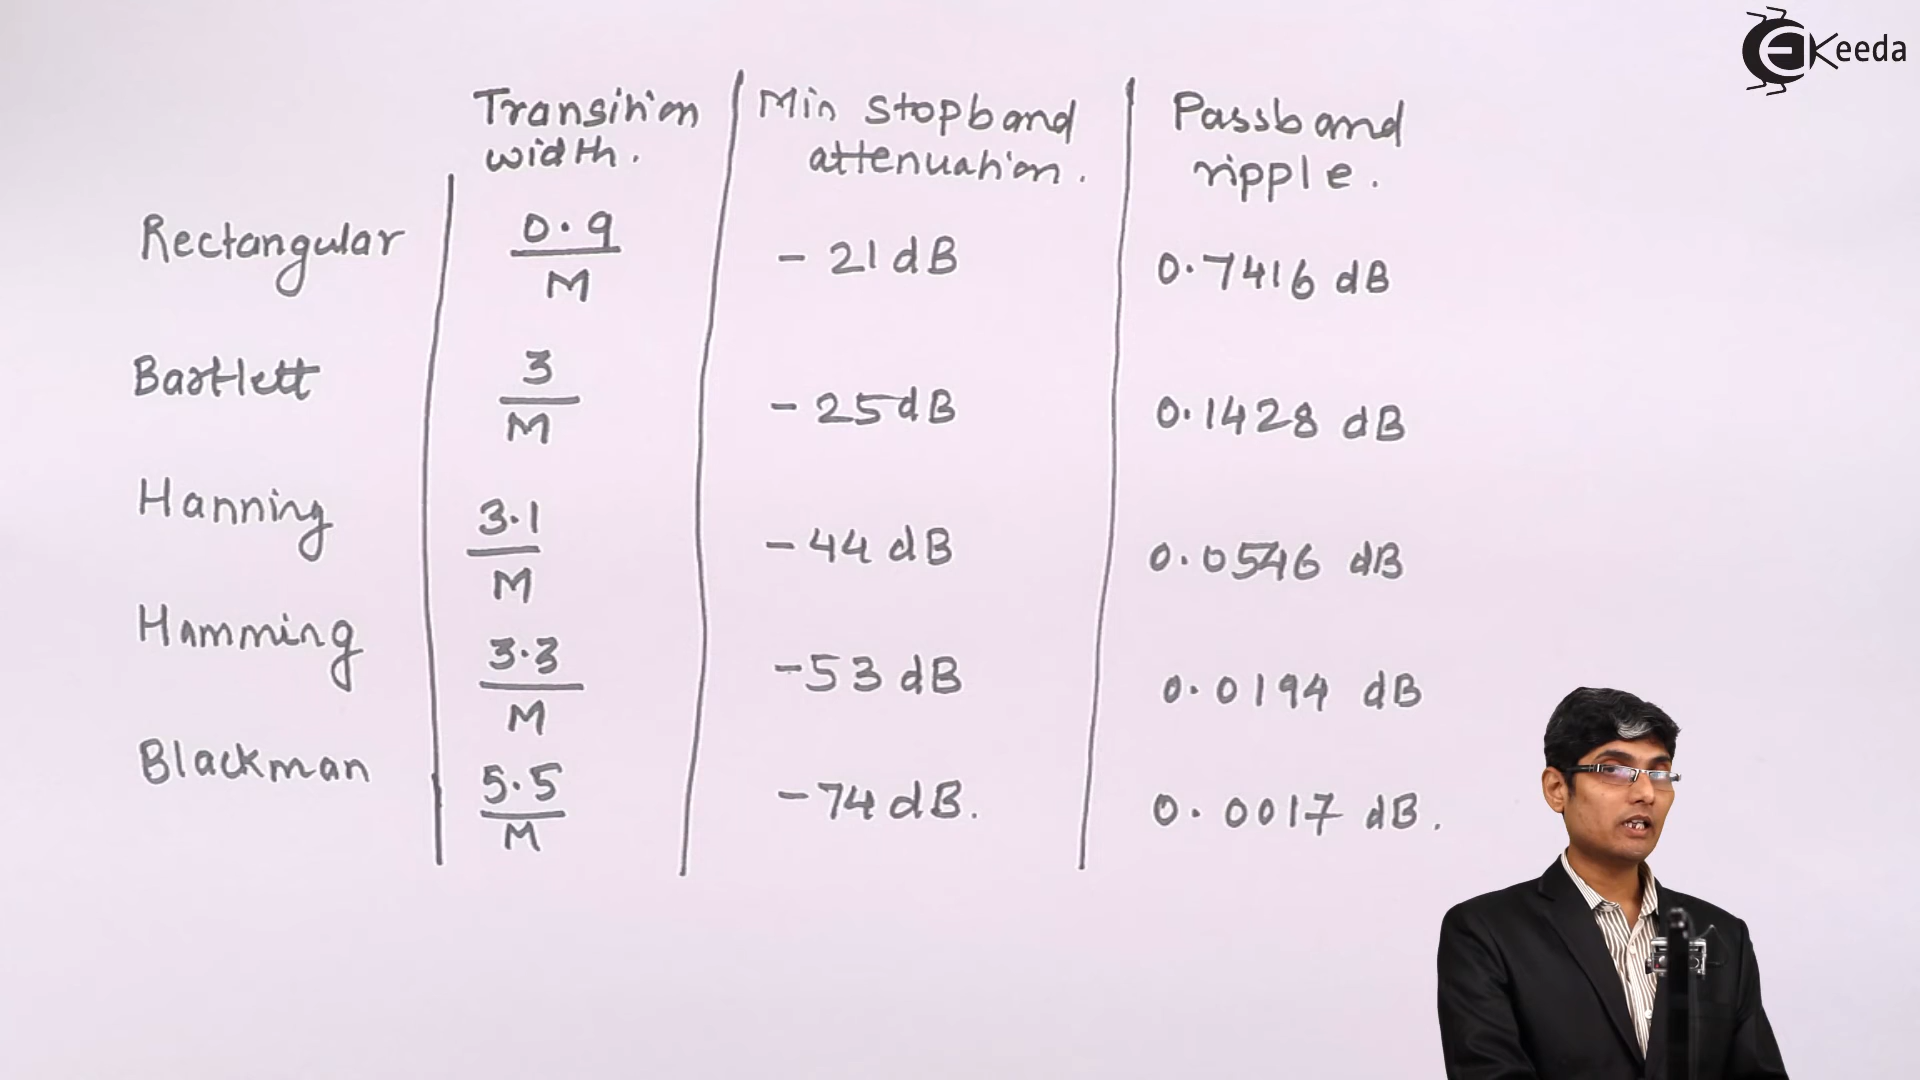 EKeeda
Transition width. Min stopband attenuation. Passband ripple.
Rectangular 0.9/M - 21 dB 0.7416 dB
Bartlett 3/M - 25 dB 0.1428 dB
Hanning 3.1/M - 44 dB 0.0546 dB
Hamming 3.3/M - 53 dB 0.0194 dB
Blackman 5.5/M - 74 dB. 0.0017 dB.